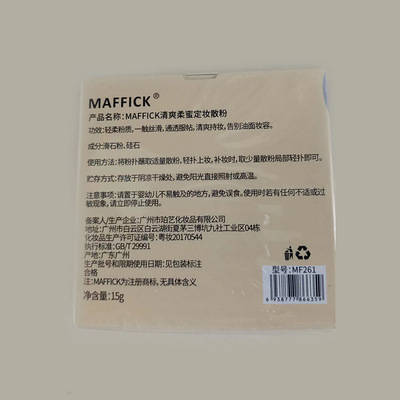 MAFFICK®
产品名称：MAFFICK清爽柔蜜定妆散粉
功效：轻柔粉质，一触丝滑，通透服帖，清爽持妆，告别油面妆容。
成分：滑石粉，硅石
使用方法：将粉扑蘸取适量散粉，轻扑上妆，补妆时，取少量散粉局部轻扑即可。
贮存方式：存放于阴凉干燥处，避免阳光直接照射或高温。
注意事项：请置于婴幼儿不易触及的地方，避免误食。使用时若有任何不适或过
敏现象，请立即停止使用。
备案人/生产企业：广州市珀艺化妆品有限公司
地址：广州市白云区白云湖街夏茅三博坑九社工业区04栋
化妆品生产许可证编号：粤妆20170544
执行标准：GB/T 29991
产地：广东广州
生产批号和限期使用日期：见包装标注
合格
注：MAFFICK为注册商标，无具体含义
净含量：15g
型号：MF261
6938777866359